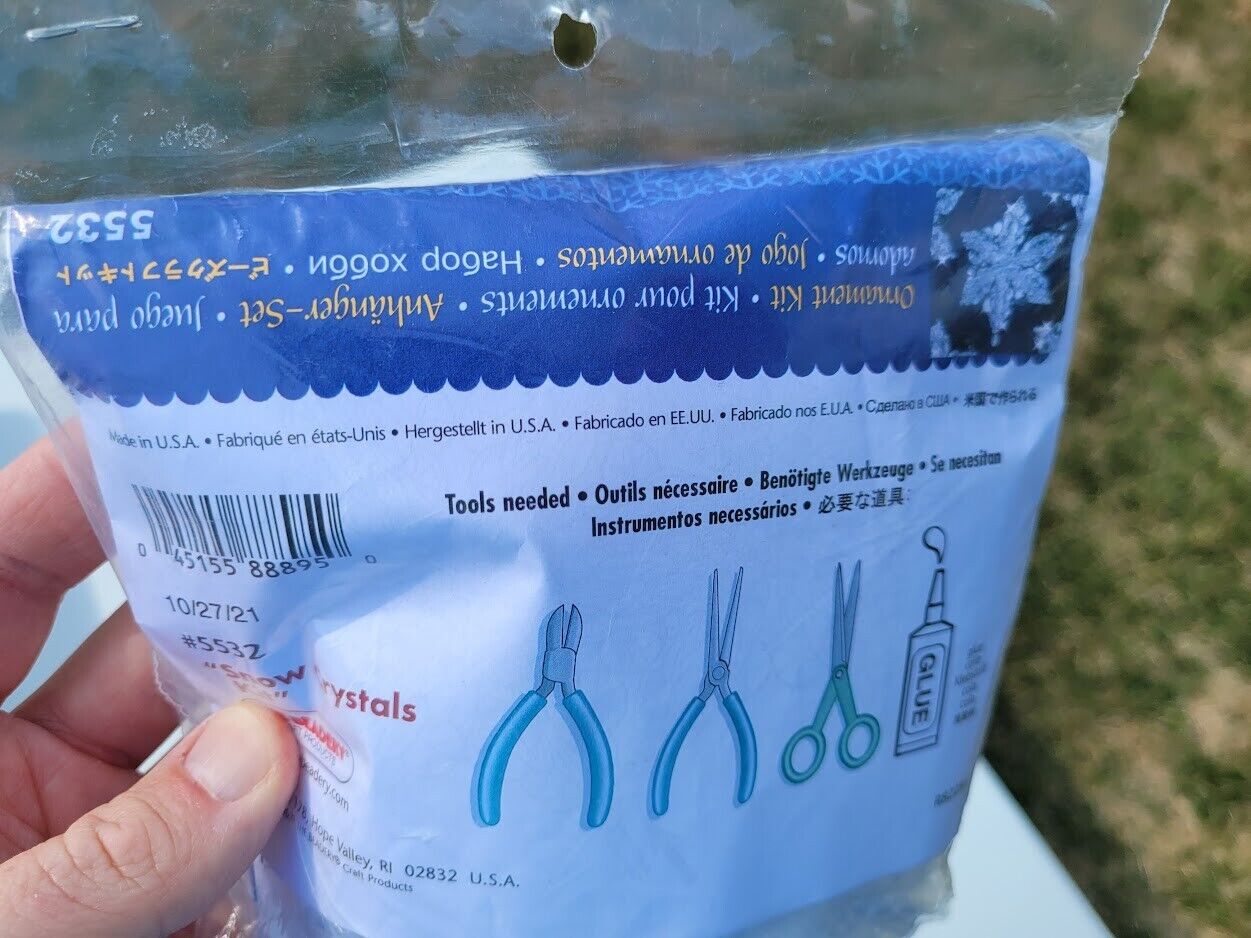 5532
Ornament Kit • Kit pour ornements • Anhänger-Set • Juego para
adornos • Jogo de ornamentos • Набор хобби • ビーズクラフトキット
Made in U.S.A. • Fabriqué en états-Unis • Hergestellt in U.S.A. • Fabricado en EE.UU. • Fabricado nos E.U.A. • Сделано в США • 米国で作られる
Tools needed • Outils nécessaire • Benötigte Werkzeuge • Se necesitan
Instrumentos necessários • 必要な道具:
0 45155 88895 0
10/27/21
#5532
"Snow Crystals
GLUE
Hope Valley, RI 02832 U.S.A.
Craft Products